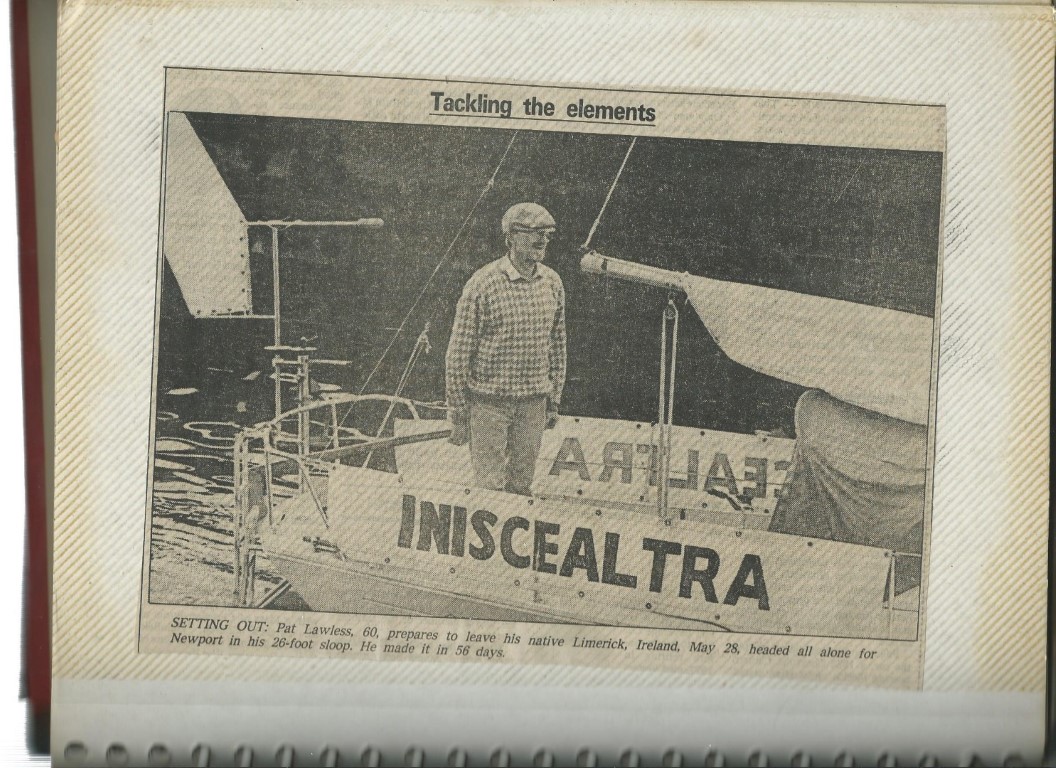 Tackling the elements
CEALTRA
INISCEALTRA
SETTING OUT: Pat Lawless, 60, prepares to leave his native Limerick, Ireland, May 28, headed all alone for
Newport in his 26-foot sloop. He made it in 56 days.